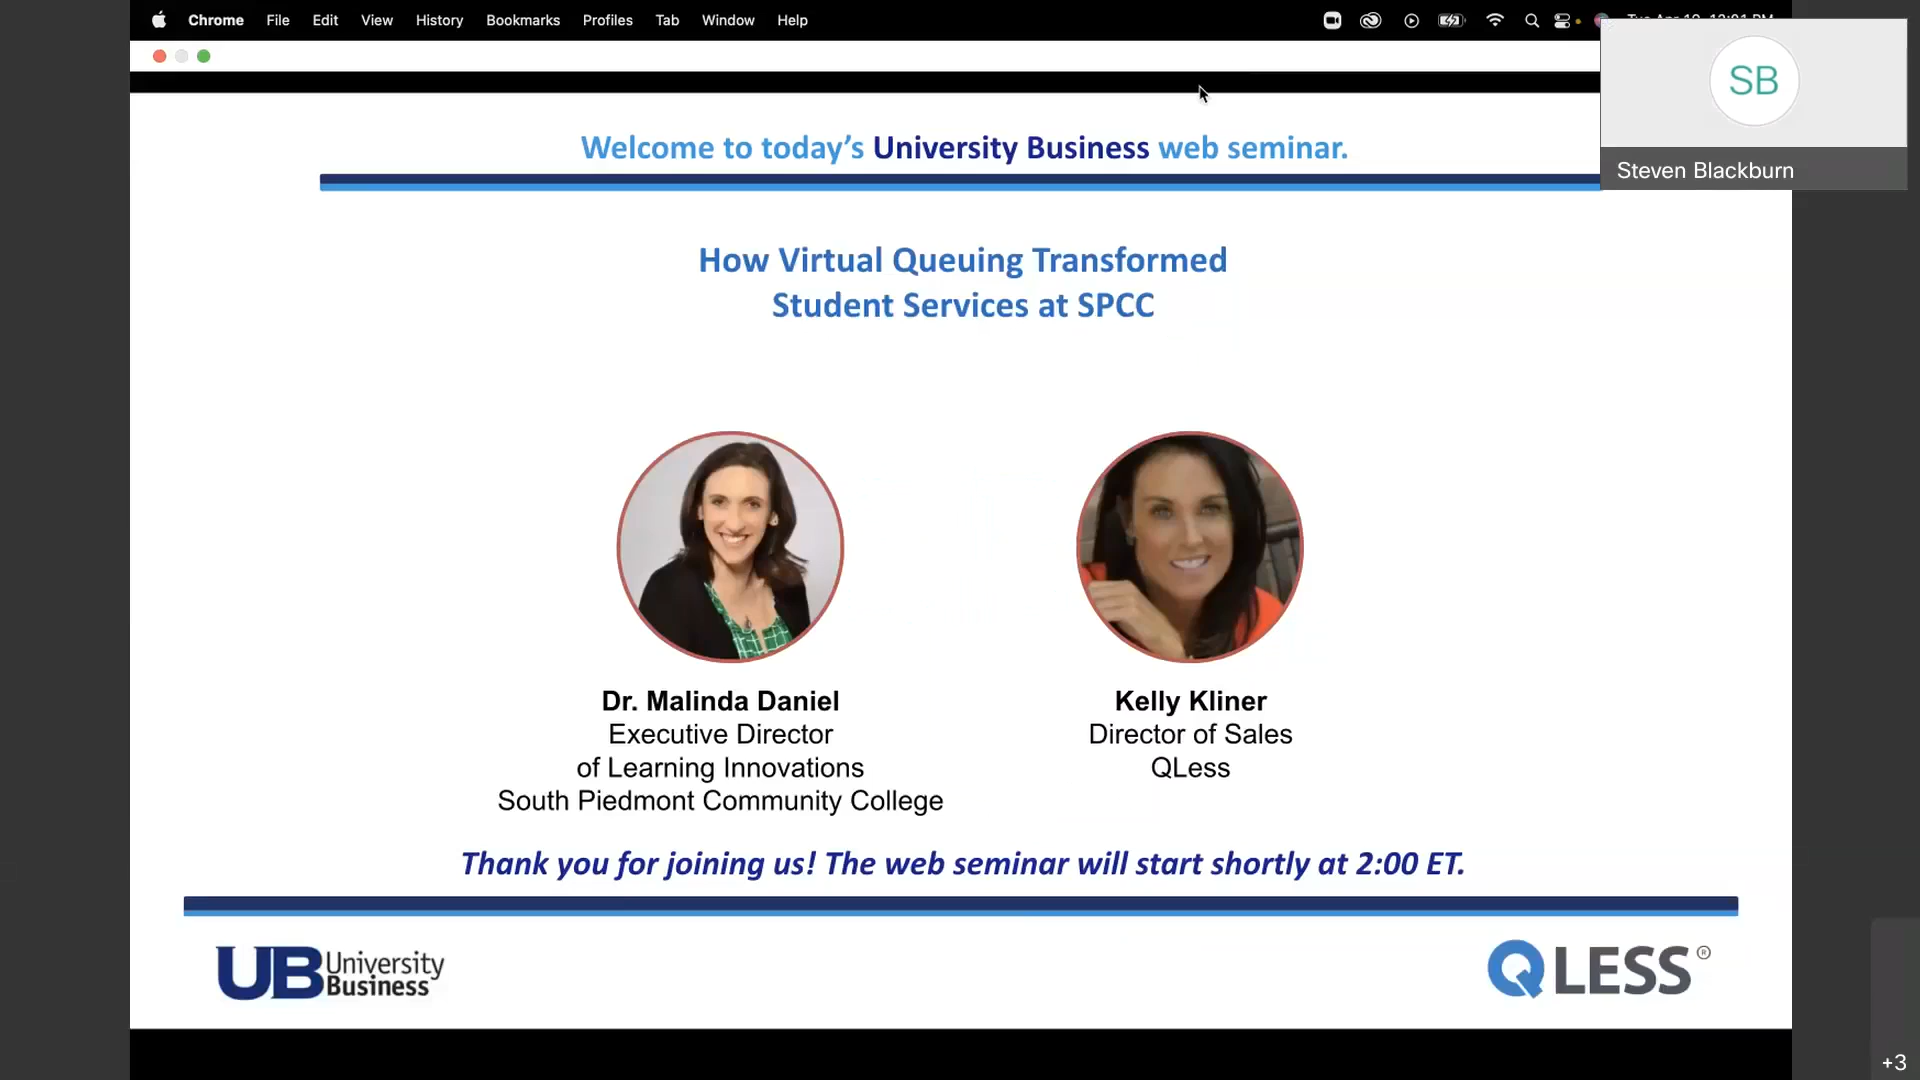 Chrome File Edit View History Bookmarks Profiles Tab Window Help
SB
Steven Blackburn
Welcome to today’s University Business web seminar.
How Virtual Queuing Transformed
Student Services at SPCC
Dr. Malinda Daniel
Executive Director
of Learning Innovations
South Piedmont Community College
Kelly Kliner
Director of Sales
QLess
Thank you for joining us! The web seminar will start shortly at 2:00 ET.
UB University
Business
QLESS®
+3